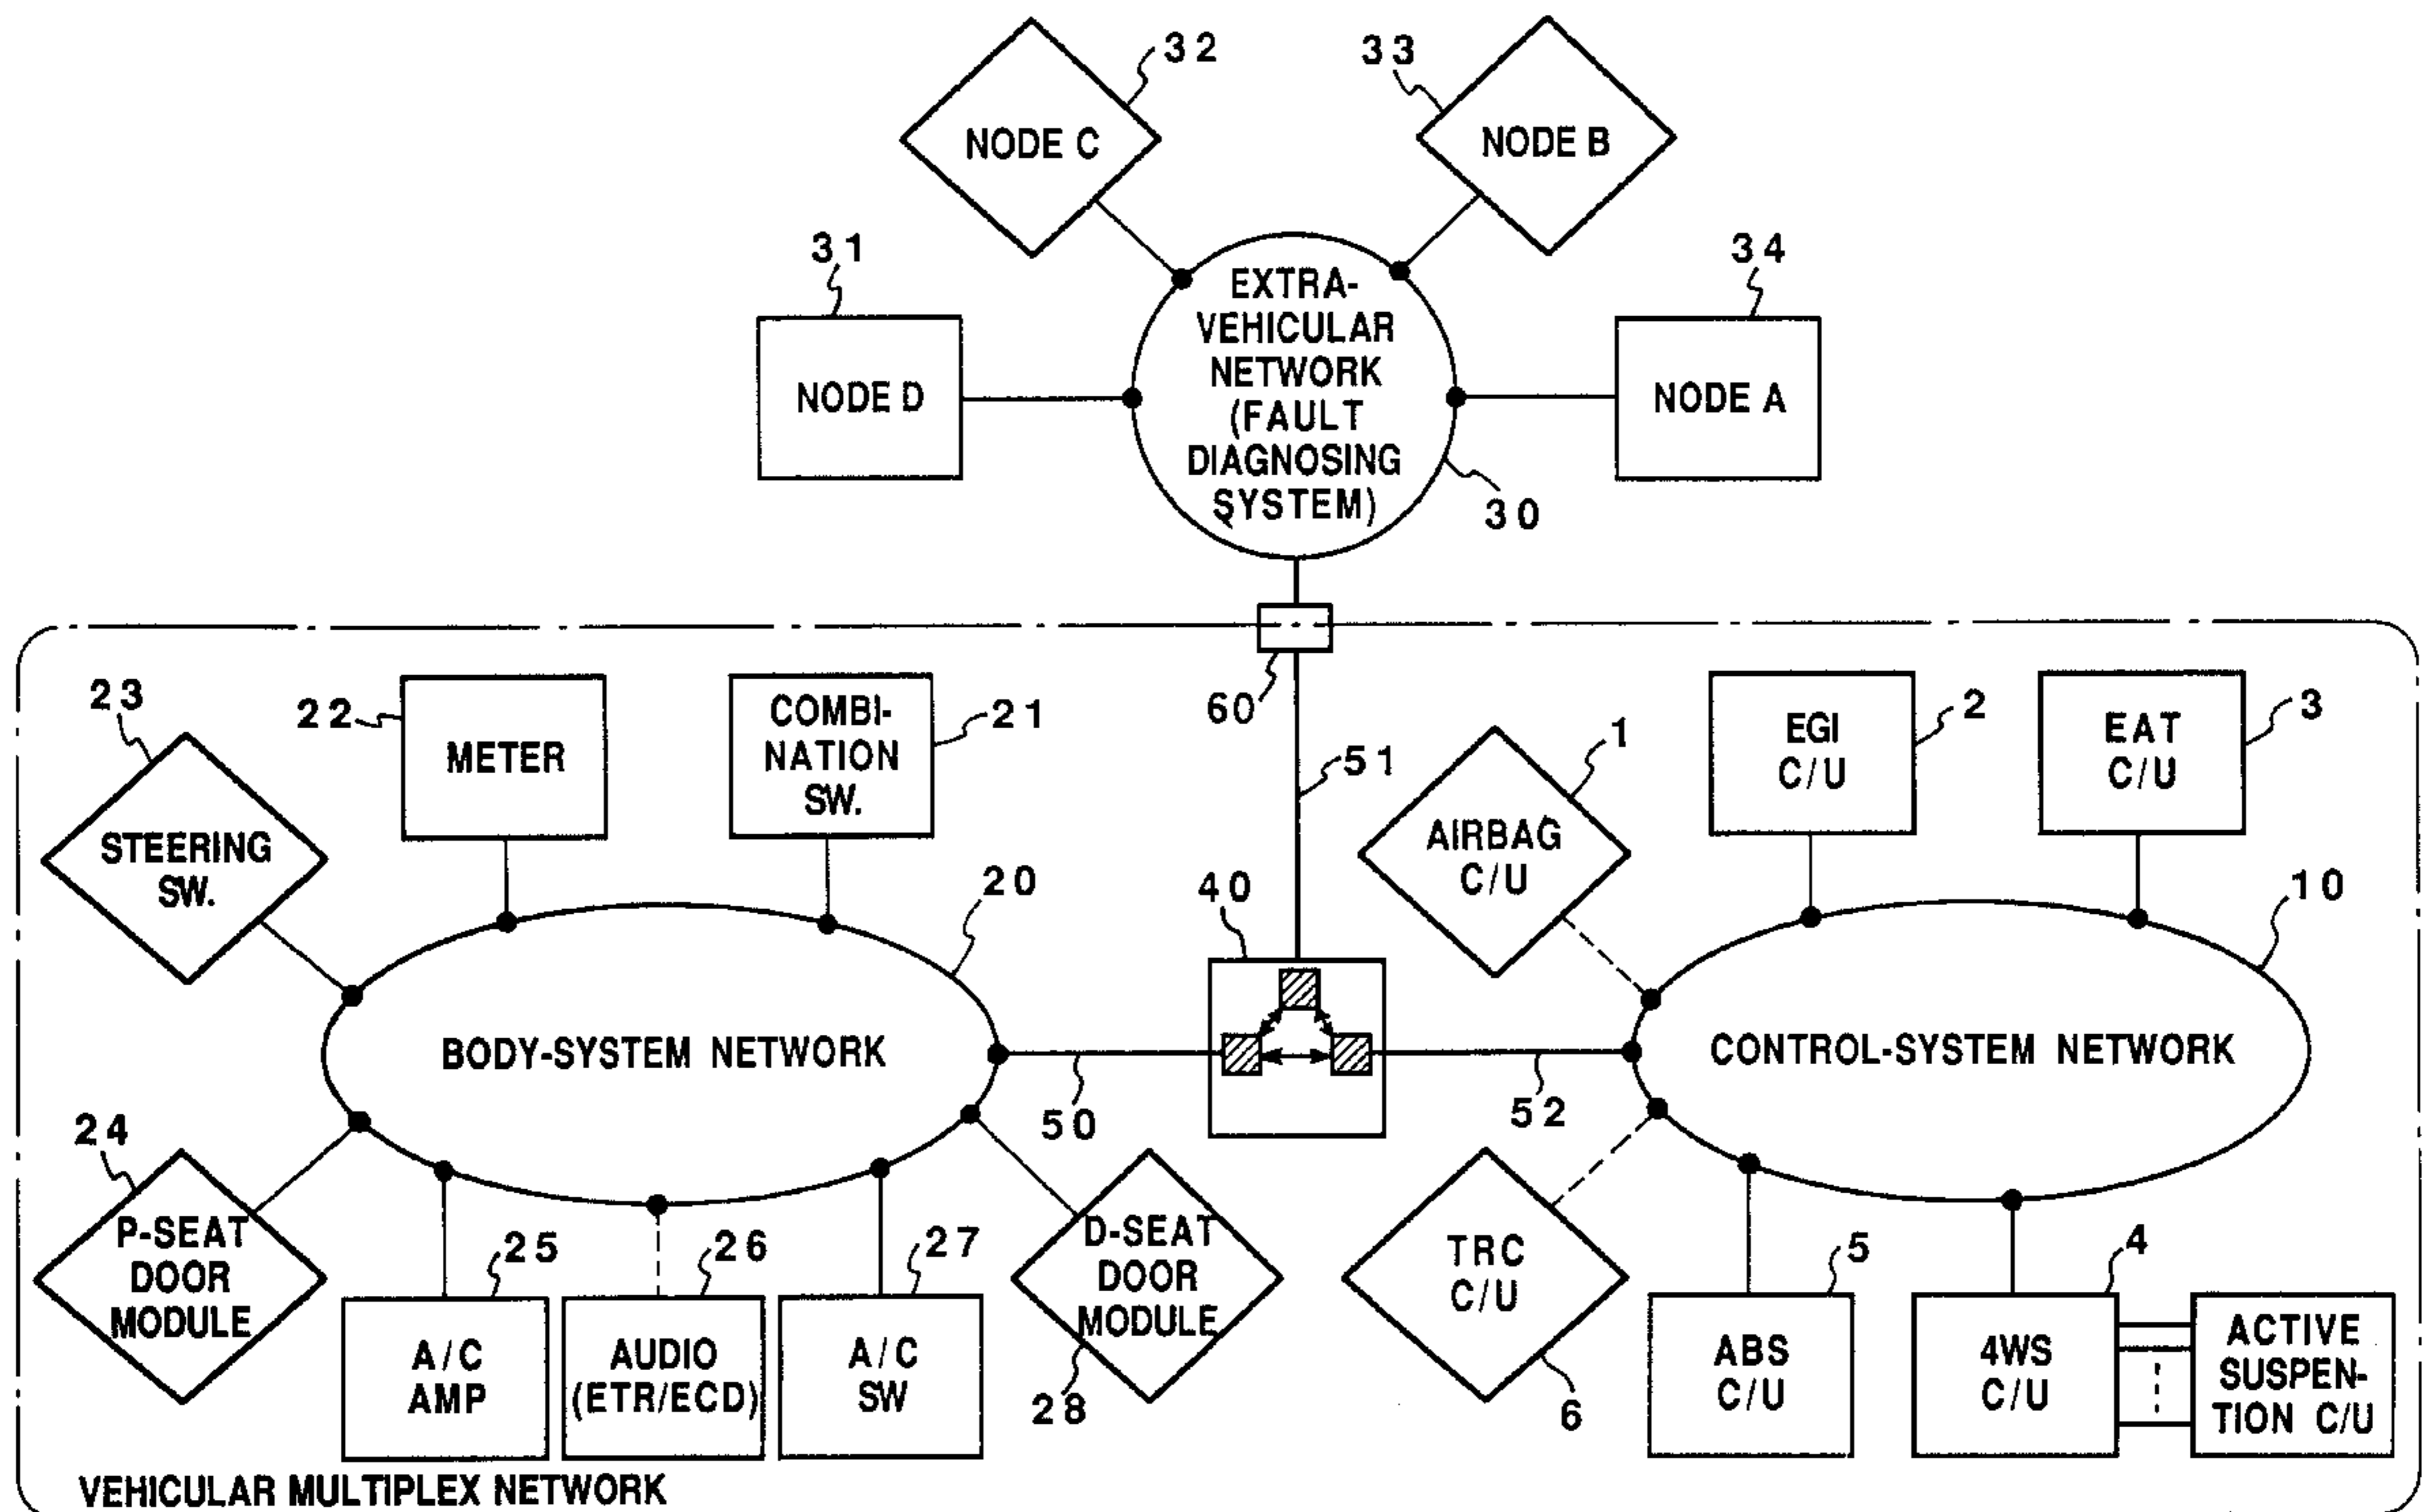 32
33
NODE C
NODE B
31
34
EXTRA-
VEHICULAR
NETWORK
(FAULT
DIAGNOSING
SYSTEM)
NODE D
NODE A
30
60
23
22
METER
COMBI-
NATION
SW.
21
51
1
EGI
C/U
2
EAT
C/U
3
STEERING
SW.
AIRBAG
C/U
20
40
10
BODY-SYSTEM NETWORK
CONTROL-SYSTEM NETWORK
50
52
24
P-SEAT
DOOR
MODULE
25
26
27
D-SEAT
DOOR
MODULE
28
TRC
C/U
6
5
4
A/C
AMP
AUDIO
(ETR/ECD)
A/C
SW
ABS
C/U
4WS
C/U
ACTIVE
SUSPEN-
TION C/U
VEHICULAR MULTIPLEX NETWORK